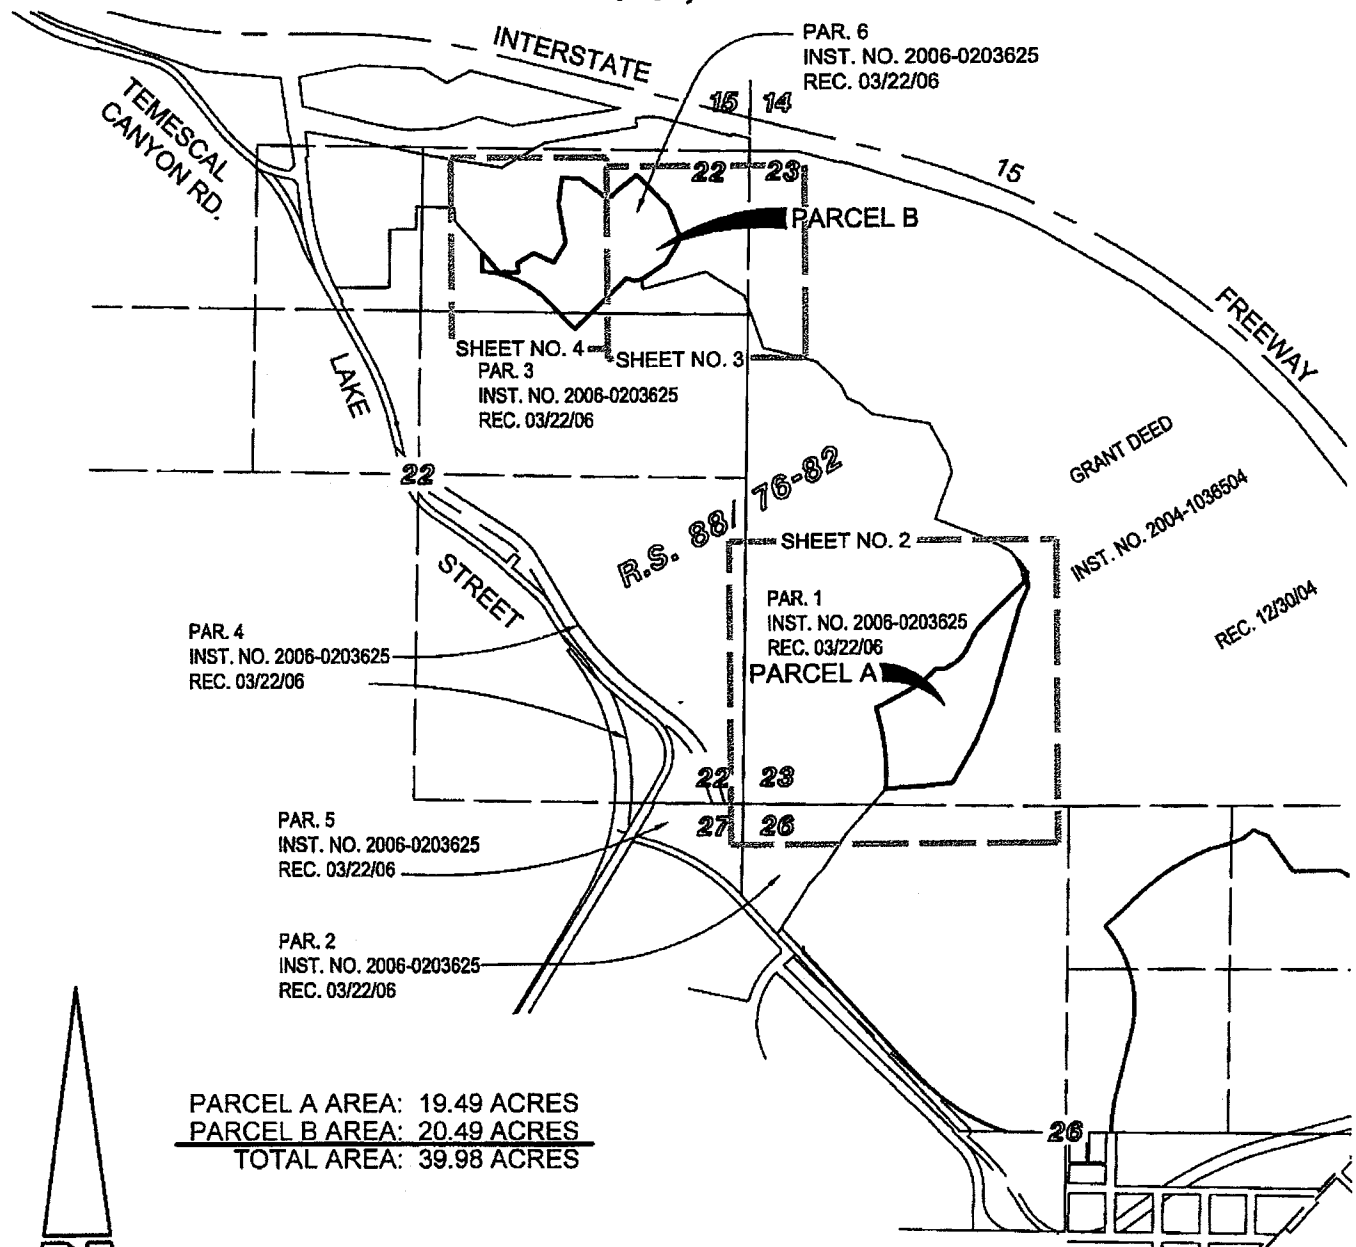 PAR. 6
INST. NO. 2006-0203625
REC. 03/22/06
INTERSTATE
15 14
TEMESCAL
CANYON RD.
15
22 23
PARCEL B
FREEWAY
LAKE
SHEET NO. 4
SHEET NO. 3
PAR. 3
INST. NO. 2006-0203625
REC. 03/22/06
GRANT DEED
INST. NO. 2004-1036504
REC. 12/30/04
22
R.S. 88/ 76-82
SHEET NO. 2
STREET
PAR. 1
INST. NO. 2006-0203625
REC. 03/22/06
PARCEL A
PAR. 4
INST. NO. 2006-0203625
REC. 03/22/06
22 23
27 26
PAR. 5
INST. NO. 2006-0203625
REC. 03/22/06
PAR. 2
INST. NO. 2006-0203625
REC. 03/22/06
PARCEL A AREA: 19.49 ACRES
PARCEL B AREA: 20.49 ACRES
TOTAL AREA: 39.98 ACRES
26